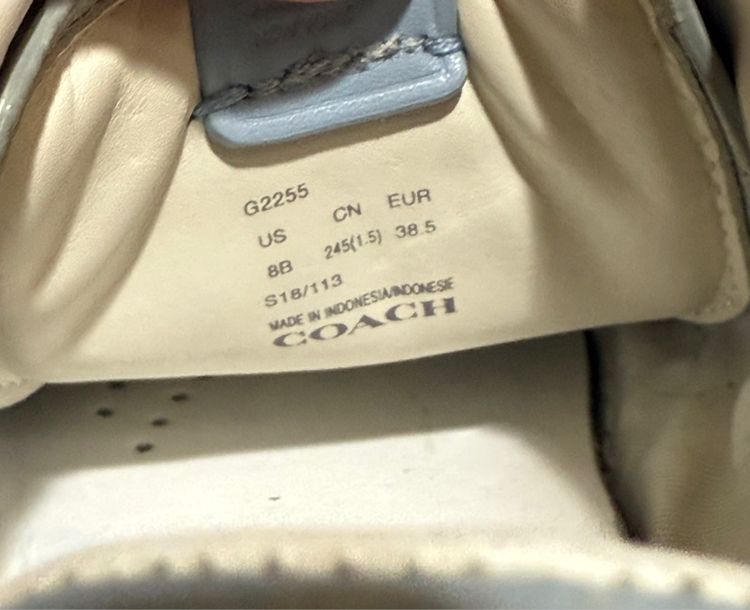 G2255
US CN EUR
8B 245(1.5) 38.5
S18/113
MADE IN INDONESIA/INDONESIE
COACH